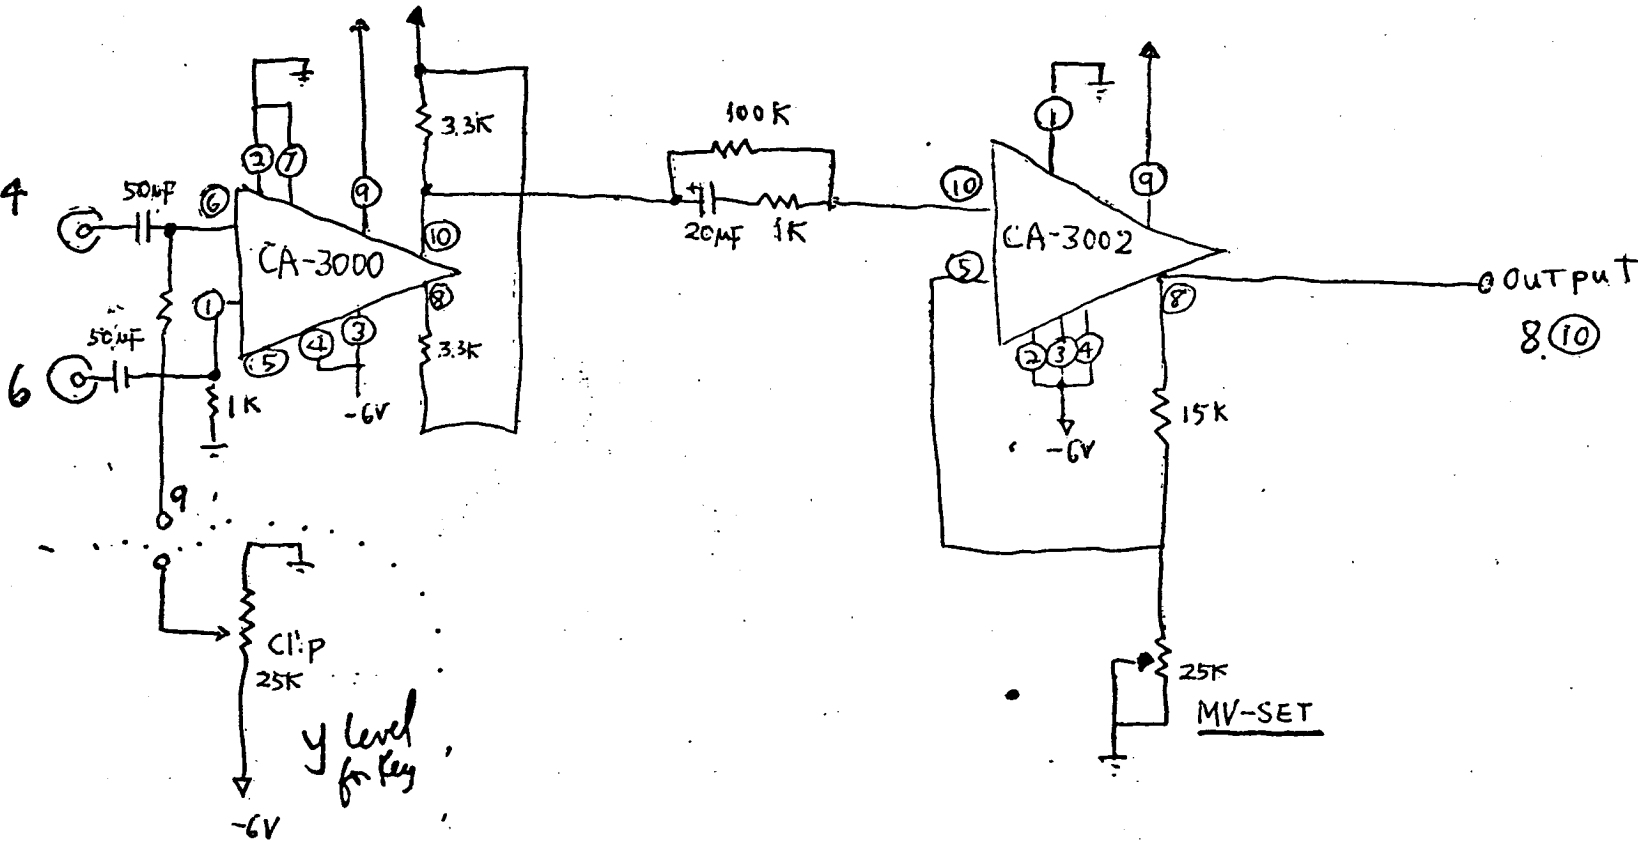 100K
3.3K
4
50µF
6
2
7
9
10
CA-3000
1
8
20µF
1K
50µF
6
5
4
3
3.3K
1K
-6V
9
Clip
25K
y level
for key
-6V
1
9
10
CA-3002
5
8
OUTPUT
8.10
2
3
4
-6V
15K
25K
MV-SET